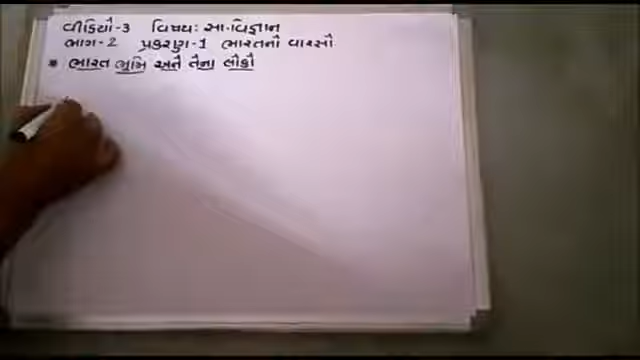 વીડિયો-3 વિષય: સા.વિજ્ઞાન
ભાગ-2 પ્રકરણ-1 ભારતનો વારસો
* ભારત ભૂમિ અને તેના લોકો